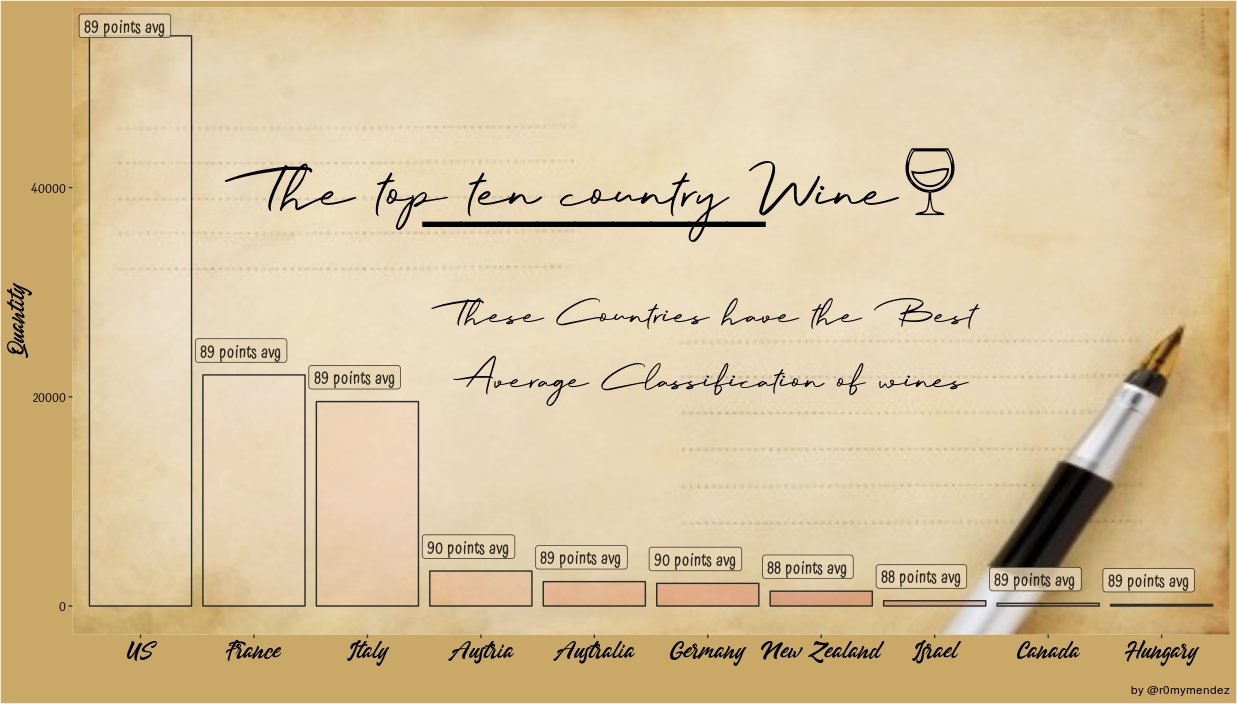 89 points avg
The top ten country Wine
40000
These Countries have the Best
Quantity
89 points avg
89 points avg
Average Classification of wines
20000
90 points avg
89 points avg
90 points avg
88 points avg
88 points avg
89 points avg
89 points avg
0
US France Italy Austria Australia Germany New Zealand Israel Canada Hungary
by @r0mymendez